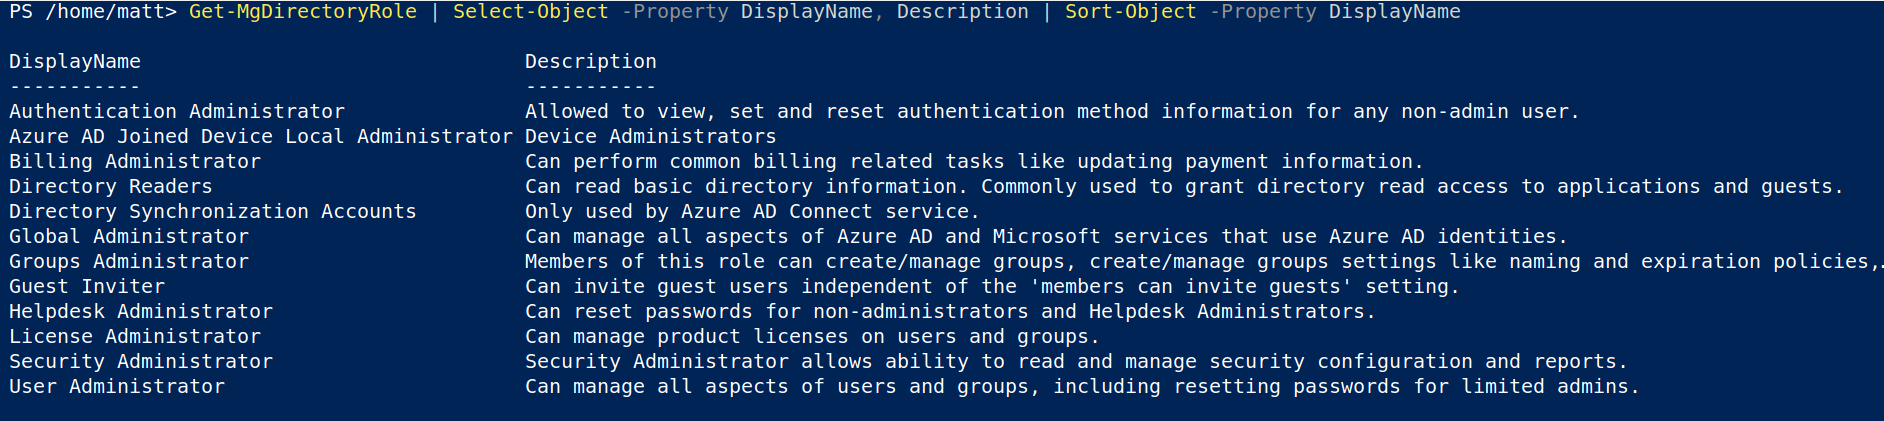 PS /home/matt> Get-MgDirectoryRole | Select-Object -Property DisplayName, Description | Sort-Object -Property DisplayName
DisplayName Description
----------- -----------
Authentication Administrator Allowed to view, set and reset authentication method information for any non-admin user.
Azure AD Joined Device Local Administrator Device Administrators
Billing Administrator Can perform common billing related tasks like updating payment information.
Directory Readers Can read basic directory information. Commonly used to grant directory read access to applications and guests.
Directory Synchronization Accounts Only used by Azure AD Connect service.
Global Administrator Can manage all aspects of Azure AD and Microsoft services that use Azure AD identities.
Groups Administrator Members of this role can create/manage groups, create/manage groups settings like naming and expiration policies,.
Guest Inviter Can invite guest users independent of the 'members can invite guests' setting.
Helpdesk Administrator Can reset passwords for non-administrators and Helpdesk Administrators.
License Administrator Can manage product licenses on users and groups.
Security Administrator Security Administrator allows ability to read and manage security configuration and reports.
User Administrator Can manage all aspects of users and groups, including resetting passwords for limited admins.